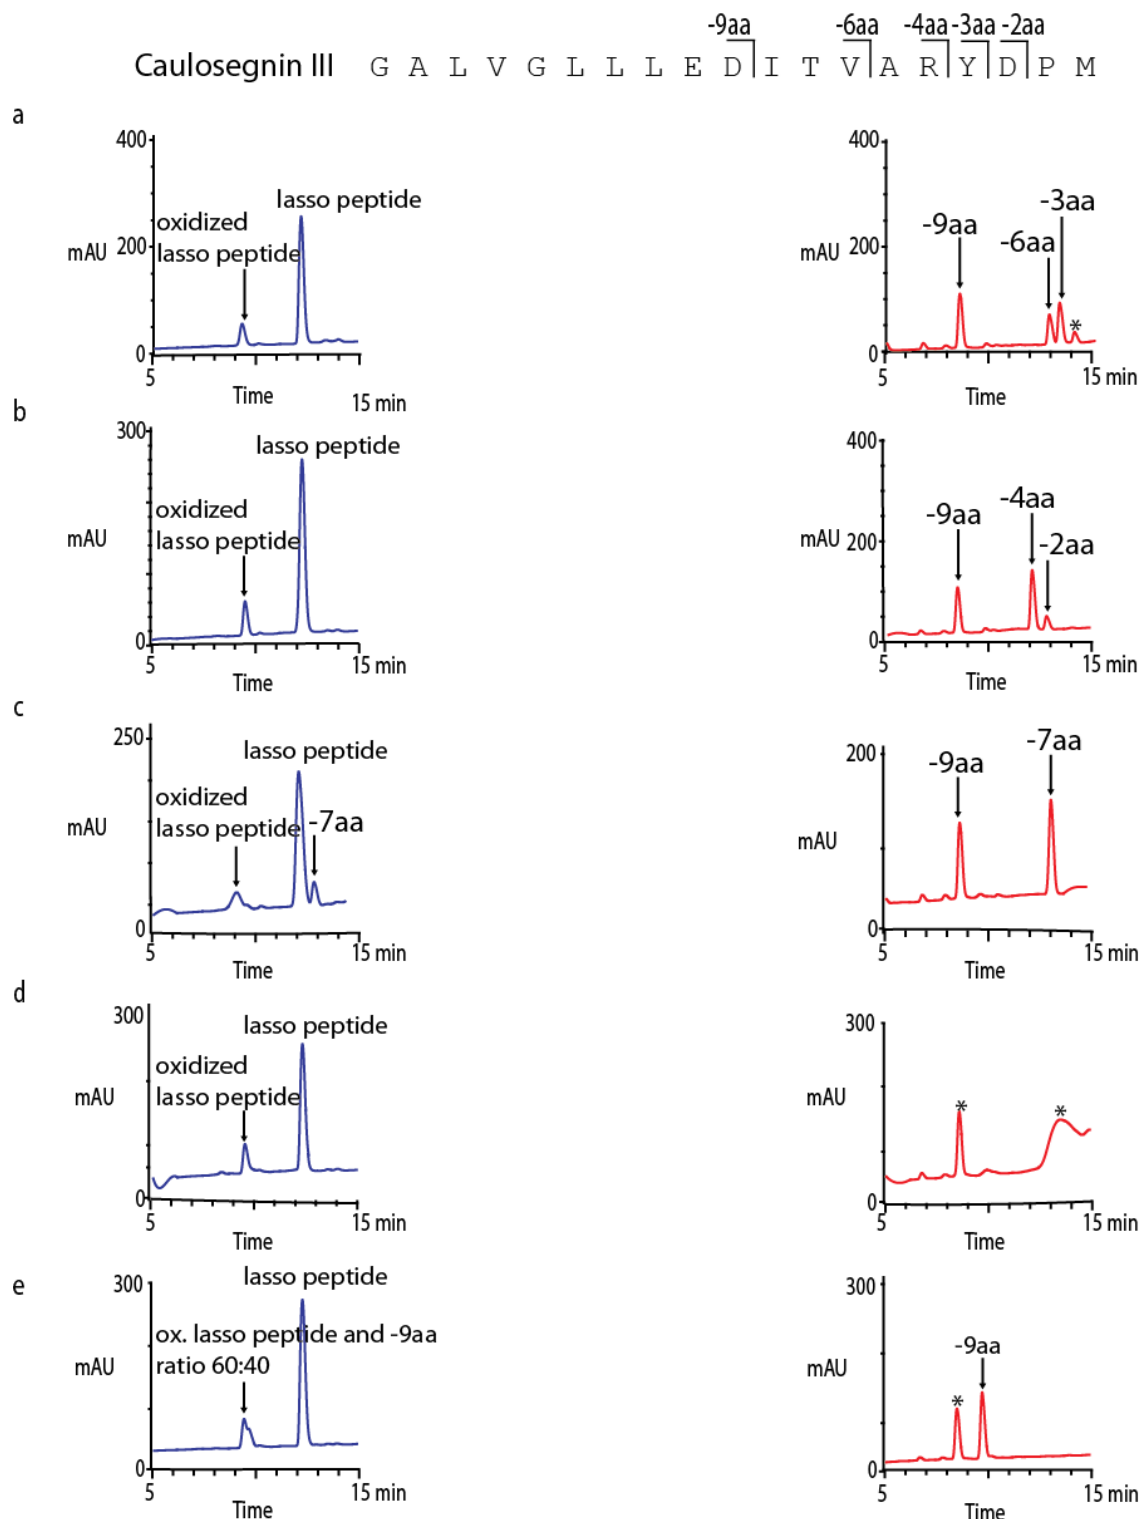 -9aa -6aa -4aa -3aa -2aa
Caulosegnin III G A L V G L L L E D I T V A R Y D P M
a
400
200
0
mAU
oxidized
lasso peptide
lasso peptide
5
15 min
Time
400
200
0
mAU
-9aa
-6aa
-3aa
*
5
15 min
Time
b
300
0
mAU
oxidized
lasso peptide
lasso peptide
5
15 min
Time
400
200
0
mAU
-9aa
-4aa
-2aa
5
15 min
Time
c
250
0
mAU
oxidized
lasso peptide
lasso peptide
-7aa
5
15 min
Time
200
0
mAU
-9aa
-7aa
5
15 min
Time
d
300
0
mAU
oxidized
lasso peptide
lasso peptide
5
15 min
Time
300
0
mAU
*
*
5
15 min
Time
e
300
0
mAU
lasso peptide
ox. lasso peptide and -9aa
ratio 60:40
5
15 min
Time
300
0
mAU
*
-9aa
5
15 min
Time